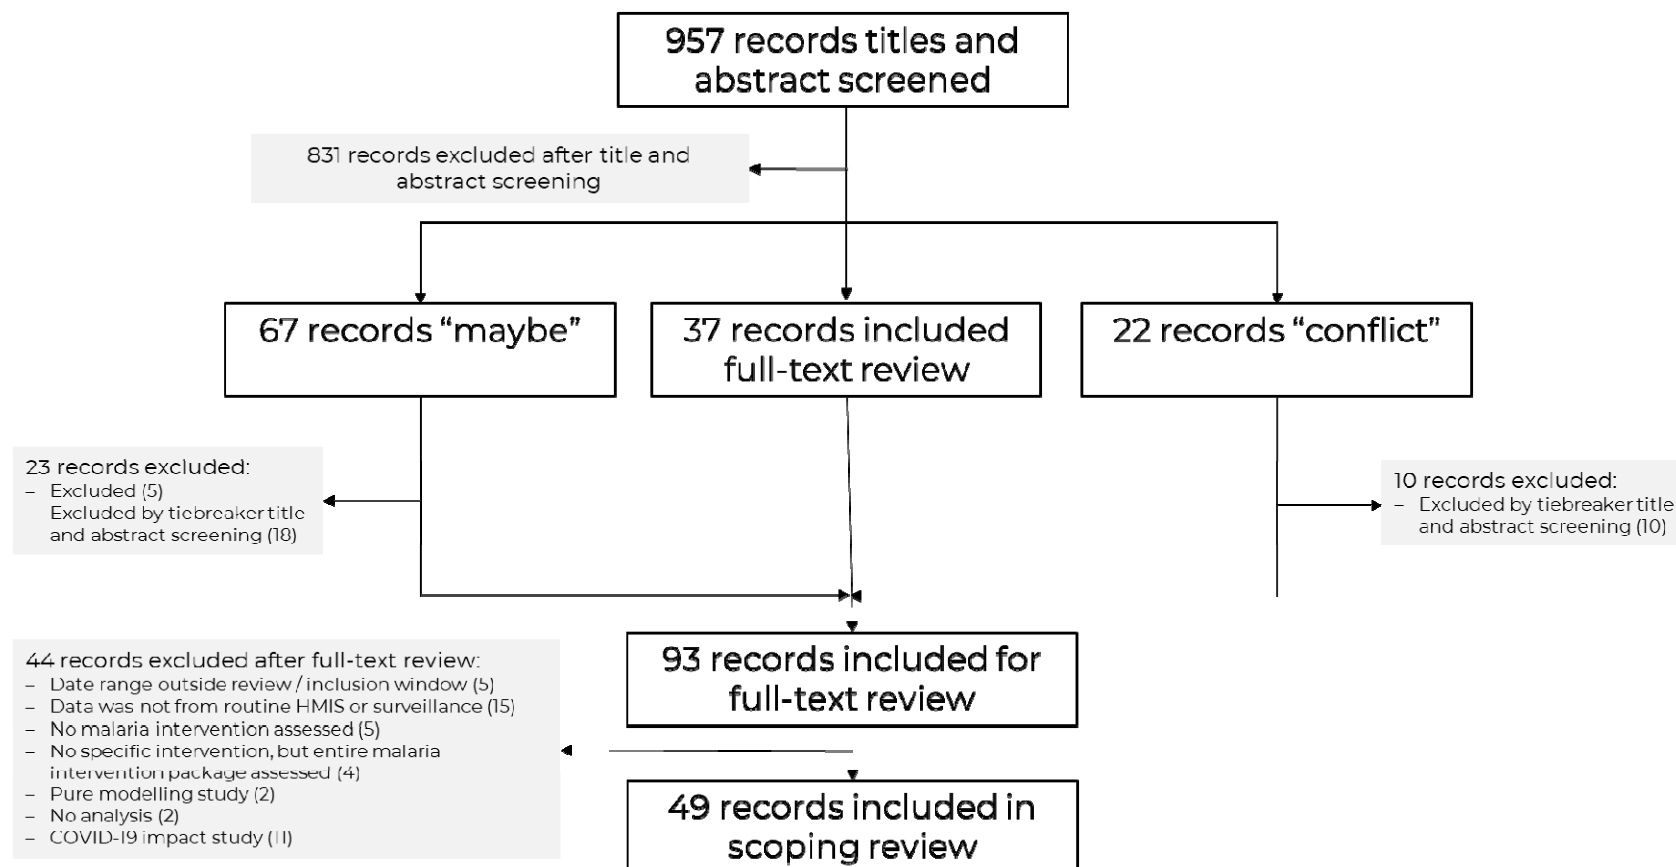 957 records titles and
abstract screened
831 records excluded after title and
abstract screening
67 records “maybe”
37 records included
full-text review
22 records “conflict”
23 records excluded:
– Excluded (5)
Excluded by tiebreaker title
and abstract screening (18)
10 records excluded:
– Excluded by tiebreaker title
and abstract screening (10)
93 records included for
full-text review
44 records excluded after full-text review:
– Date range outside review / inclusion window (5)
– Data was not from routine HMIS or surveillance (15)
– No malaria intervention assessed (5)
– No specific intervention, but entire malaria
intervention package assessed (4)
– Pure modelling study (2)
– No analysis (2)
– COVID-19 impact study (11)
49 records included in
scoping review